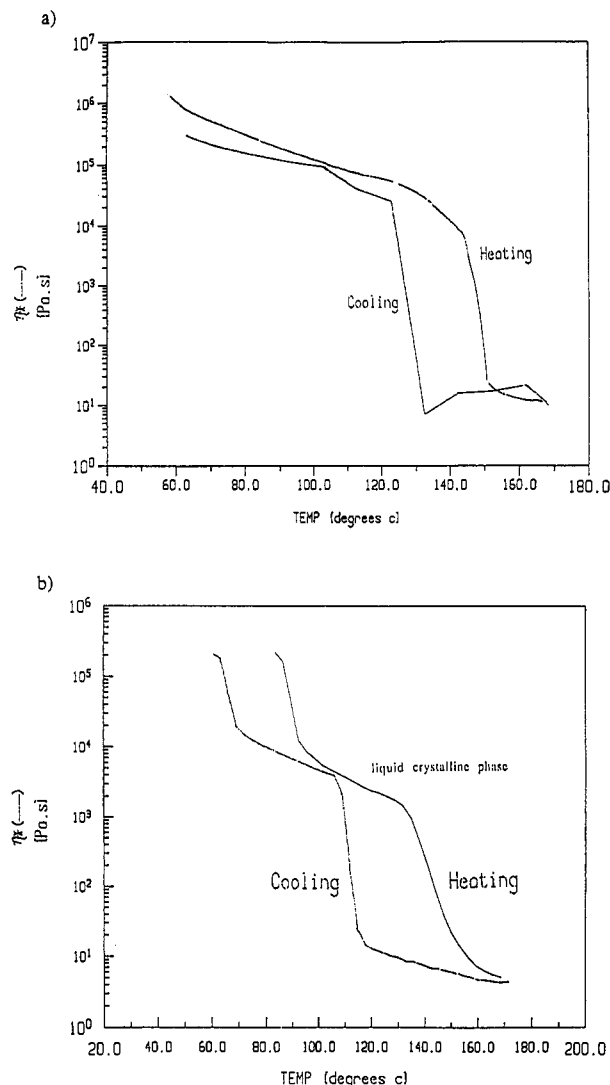 a)
10⁷
10⁶
10⁵
10⁴
10³
10²
10¹
10⁰
η* (——)
[Pa.s]
Heating
Cooling
40.0 60.0 80.0 100.0 120.0 140.0 160.0 180.0
TEMP [degrees c]
b)
10⁶
10⁵
10⁴
10³
10²
10¹
10⁰
η* (——)
[Pa.s]
liquid crystalline phase
Cooling Heating
20.0 40.0 60.0 80.0 100.0 120.0 140.0 160.0 180.0 200.0
TEMP [degrees c]